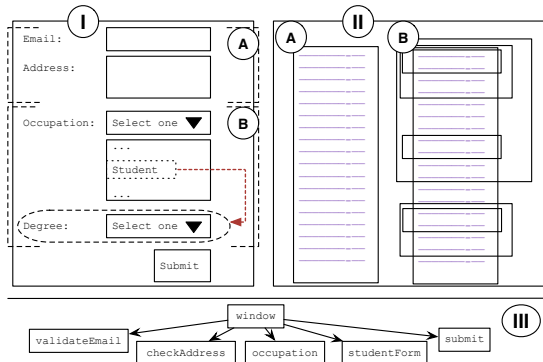 I
II
Email:
A
Address:
Occupation:
Select one
B
...
Student
...
Degree:
Select one
Submit
A
B
III
window
validateEmail
checkAddress
occupation
studentForm
submit